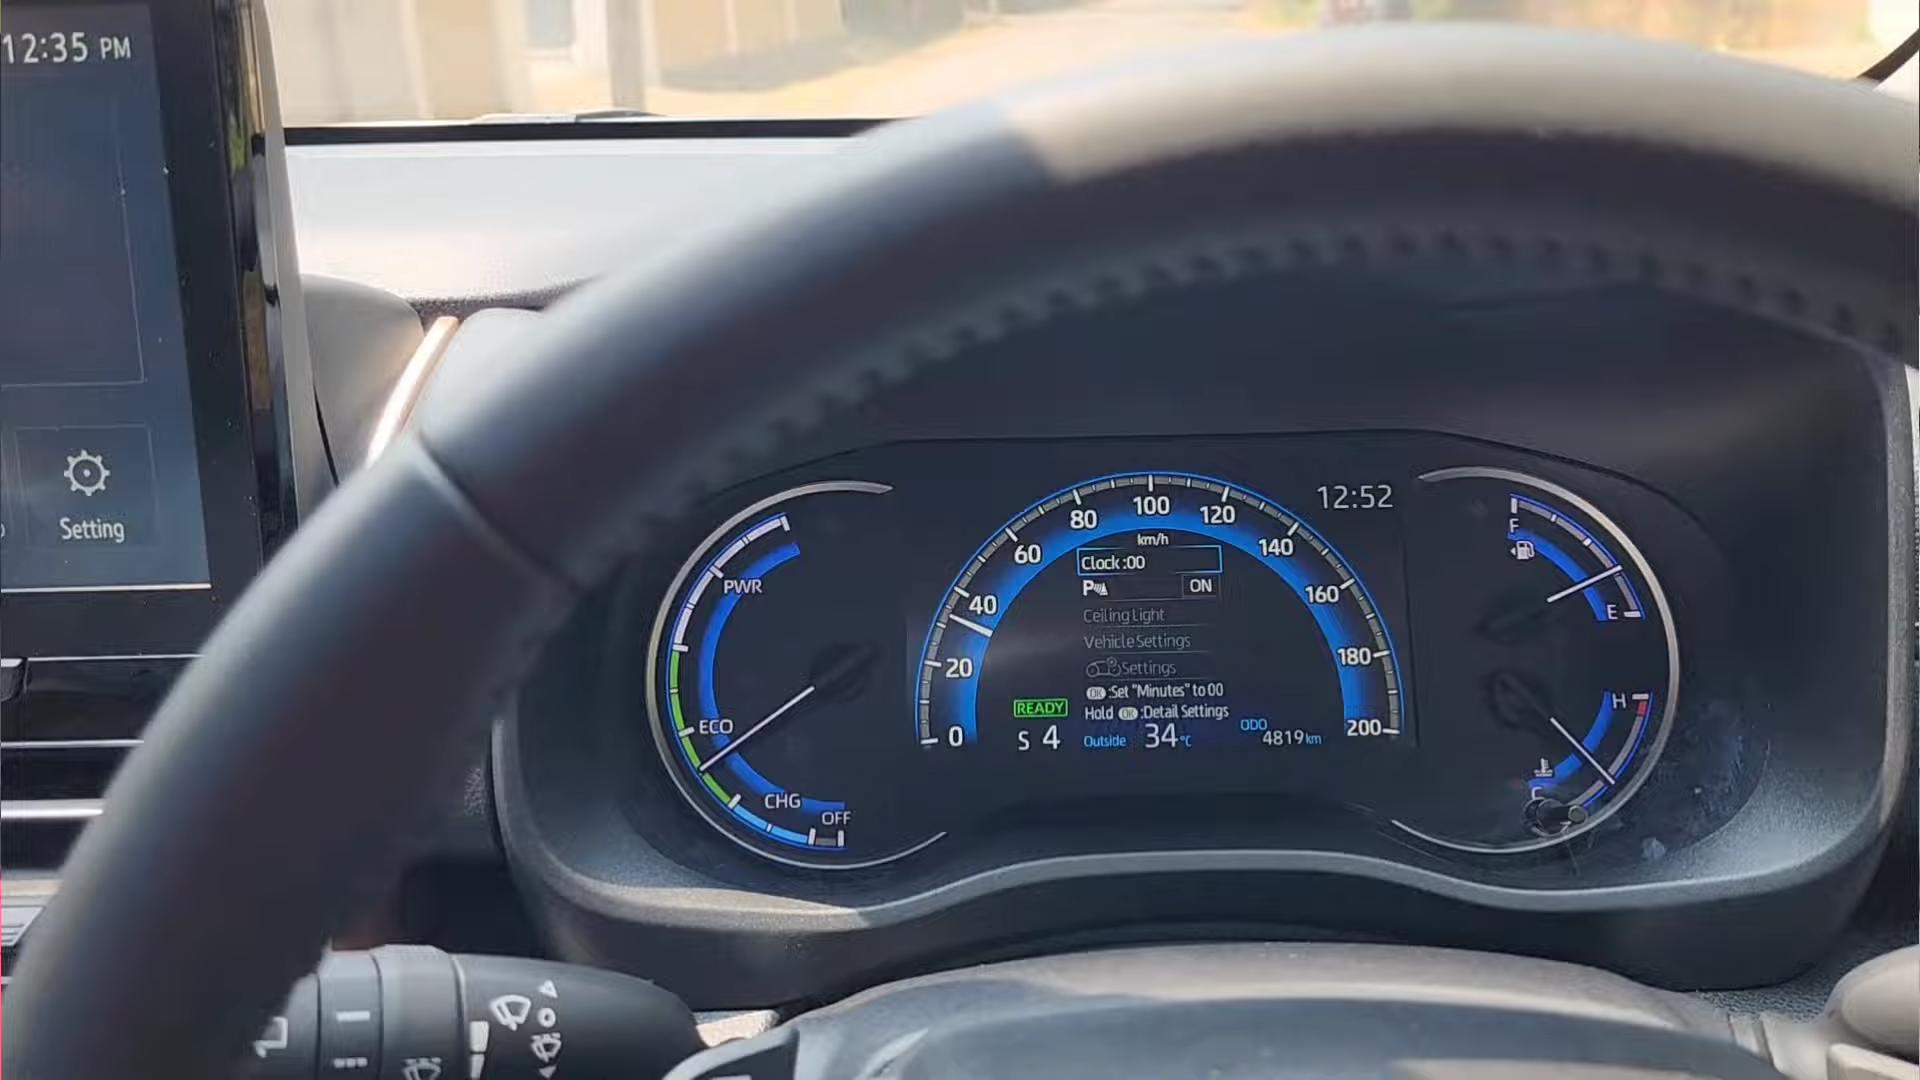 12:35 PM
Setting
PWR
ECO
CHG
OFF
0
20
40
60
80
100
120
140
160
180
200
km/h
12:52
Clock :00
P ON
Ceiling Light
Vehicle Settings
Settings
OK :Set "Minutes" to 00
Hold OK :Detail Settings
READY
S 4
Outside 34°C
ODO
4819 km
F
E
H
C